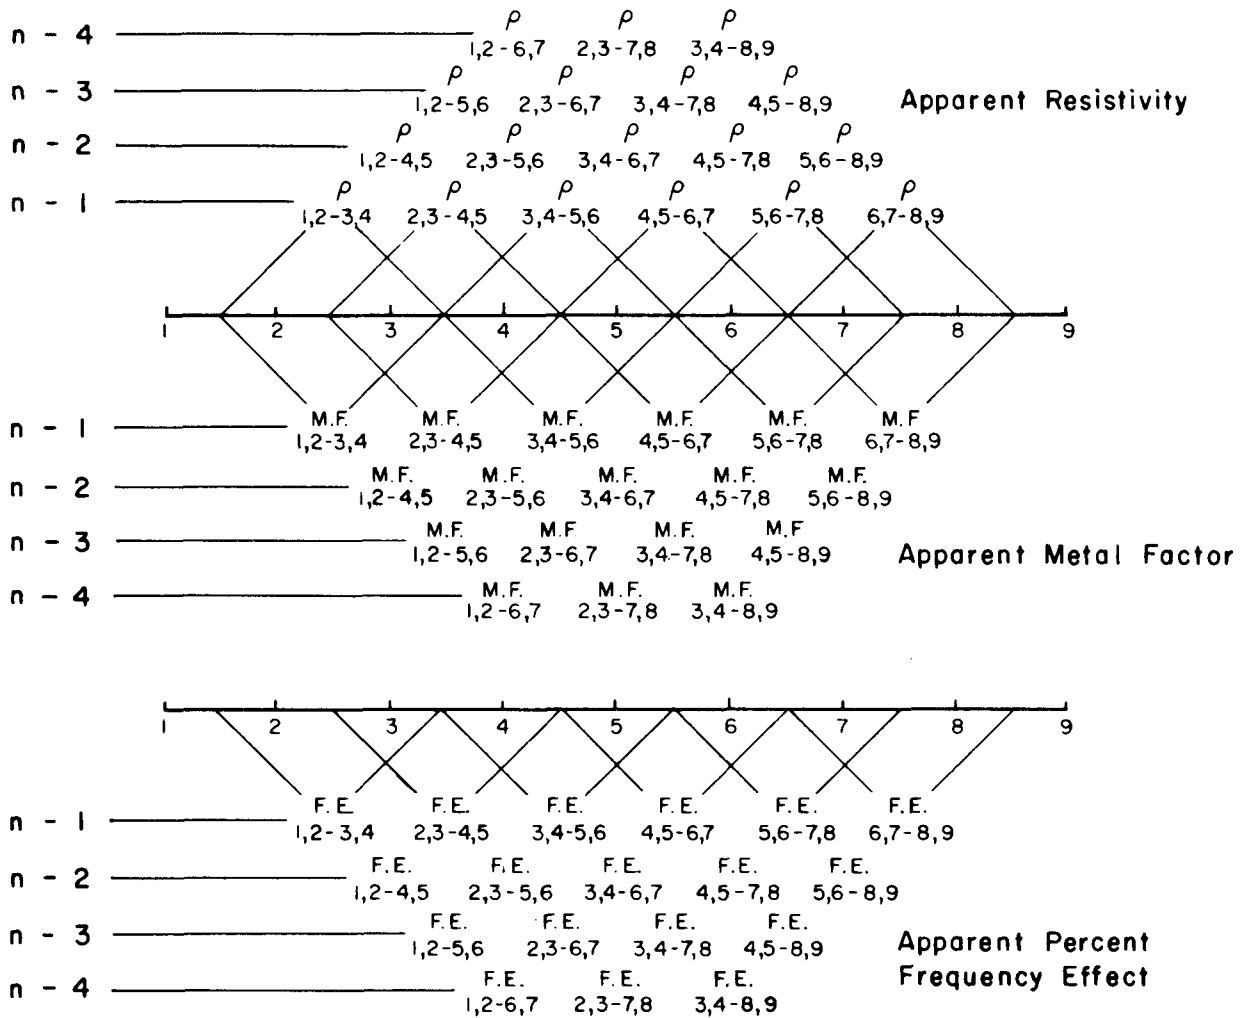 ρ ρ ρ
n - 4 1,2-6,7 2,3-7,8 3,4-8,9
ρ ρ ρ ρ
n - 3 1,2-5,6 2,3-6,7 3,4-7,8 4,5-8,9 Apparent Resistivity
ρ ρ ρ ρ ρ
n - 2 1,2-4,5 2,3-5,6 3,4-6,7 4,5-7,8 5,6-8,9
ρ ρ ρ ρ ρ ρ
n - 1 1,2-3,4 2,3-4,5 3,4-5,6 4,5-6,7 5,6-7,8 6,7-8,9
1 2 3 4 5 6 7 8 9
M.F. M.F. M.F. M.F. M.F. M.F
n - 1 1,2-3,4 2,3-4,5 3,4-5,6 4,5-6,7 5,6-7,8 6,7-8,9
M.F. M.F. M.F. M.F. M.F.
n - 2 1,2-4,5 2,3-5,6 3,4-6,7 4,5-7,8 5,6-8,9
M.F. M.F. M.F. M.F
n - 3 1,2-5,6 2,3-6,7 3,4-7,8 4,5-8,9 Apparent Metal Factor
M.F. M.F. M.F.
n - 4 1,2-6,7 2,3-7,8 3,4-8,9
1 2 3 4 5 6 7 8 9
F.E. F.E. F.E. F.E. F.E. F.E.
n - 1 1,2-3,4 2,3-4,5 3,4-5,6 4,5-6,7 5,6-7,8 6,7-8,9
F.E. F.E. F.E. F.E. F.E.
n - 2 1,2-4,5 2,3-5,6 3,4-6,7 4,5-7,8 5,6-8,9
F.E. F.E. F.E. F.E.
n - 3 1,2-5,6 2,3-6,7 3,4-7,8 4,5-8,9 Apparent Percent
Frequency Effect
F.E. F.E. F.E.
n - 4 1,2-6,7 2,3-7,8 3,4-8,9